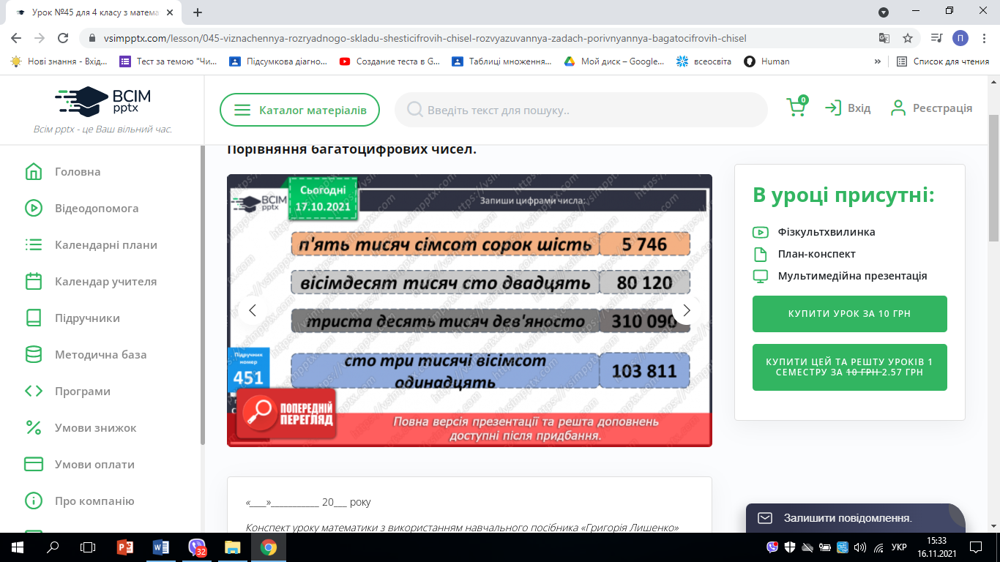 Урок №45 для 4 класу з матема
vsimpptx.com/lesson/045-viznachennya-rozryadnogo-skladu-shesticifrovih-chisel-rozvyazuvannya-zadach-porivnyannya-bagatocifrovih-chisel
П
Нові знання - Вхід...
Тест за темою "Чи...
Підсумкова діагно...
Создание теста в G...
Таблиці множення...
Мой диск – Google...
всеосвіта
Human
»
Список для чтения
ВСІМ
pptx
Всім pptx - це Ваш вільний час.
Каталог матеріалів
Введіть текст для пошуку..
0
Вхід
Реєстрація
Головна
Відеодопомога
Календарні плани
Календар учителя
Підручники
Методична база
Програми
Умови знижок
Умови оплати
Про компанію
Порівняння багатоцифрових чисел.
ВСІМ
pptx
Сьогодні
17.10.2021
Запиши цифрами числа:
п'ять тисяч сімсот сорок шість 5 746
вісімдесят тисяч сто двадцять 80 120
триста десять тисяч дев'яносто 310 090
сто три тисячі вісімсот
одинадцять
103 811
Підручник
номер
451
ПОПЕРЕДНІЙ
ПЕРЕГЛЯД
Повна версія презентації та решта доповнень
доступні після придбання.
https://vsimpptx.com
В уроці присутні:
Фізкультхвилинка
План-конспект
Мультимедійна презентація
КУПИТИ УРОК ЗА 10 ГРН
КУПИТИ ЦЕЙ ТА РЕШТУ УРОКІВ 1
СЕМЕСТРУ ЗА 10 ГРН 2.57 ГРН
«___»__________ 20___ року
Конспект уроку математики з використанням навчального посібника «Григорія Лишенко»
Залишити повідомлення.
32
УКР
15:33
16.11.2021